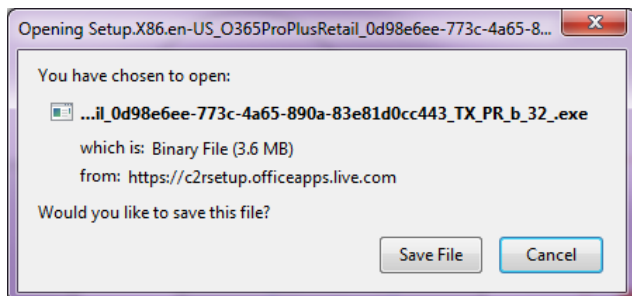 Opening Setup.X86.en-US_O365ProPlusRetail_0d98e6ee-773c-4a65-8...
You have chosen to open:
...il_0d98e6ee-773c-4a65-890a-83e81d0cc443_TX_PR_b_32_.exe
which is: Binary File (3.6 MB)
from: https://c2rsetup.officeapps.live.com
Would you like to save this file?
Save File Cancel